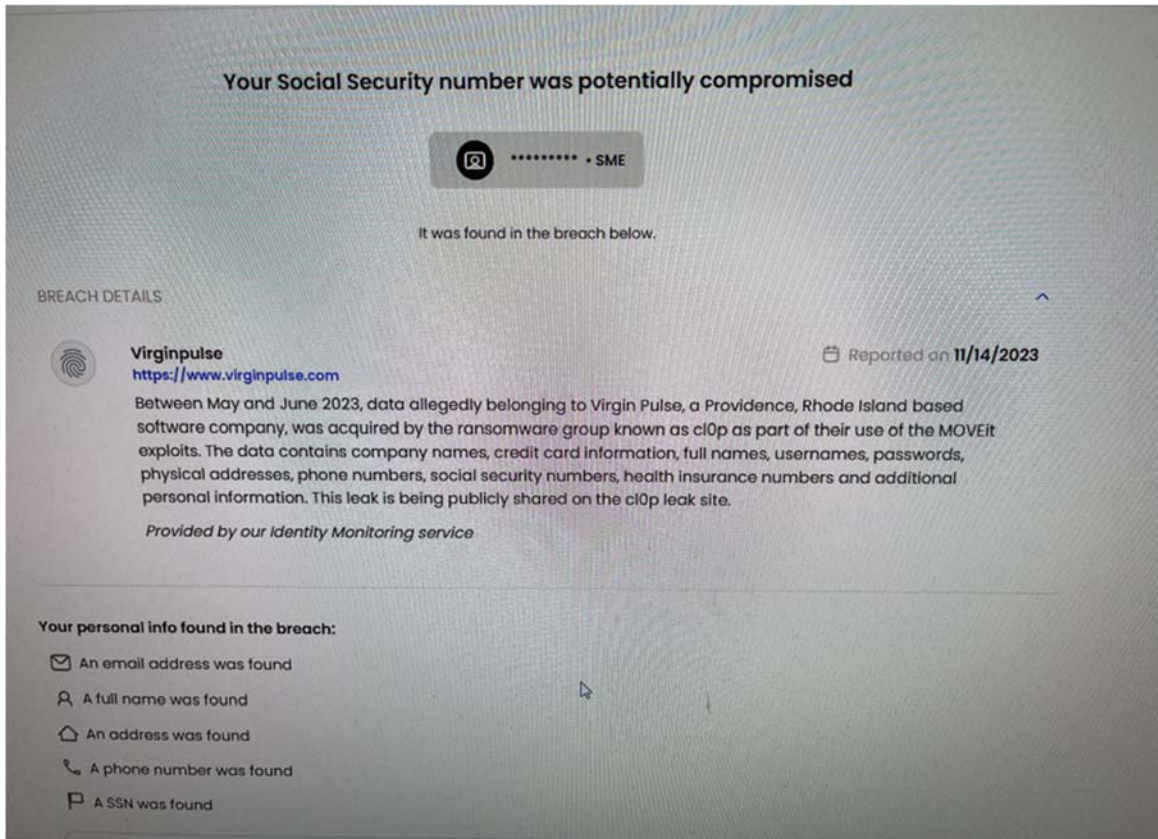 Your Social Security number was potentially compromised
••••••••• • SME
It was found in the breach below.
BREACH DETAILS
Virginpulse
Reported on 11/14/2023
https://www.virginpulse.com
Between May and June 2023, data allegedly belonging to Virgin Pulse, a Providence, Rhode Island based
software company, was acquired by the ransomware group known as cl0p as part of their use of the MOVEit
exploits. The data contains company names, credit card information, full names, usernames, passwords,
physical addresses, phone numbers, social security numbers, health insurance numbers and additional
personal information. This leak is being publicly shared on the cl0p leak site.
Provided by our Identity Monitoring service
Your personal info found in the breach:
An email address was found
A full name was found
An address was found
A phone number was found
A SSN was found